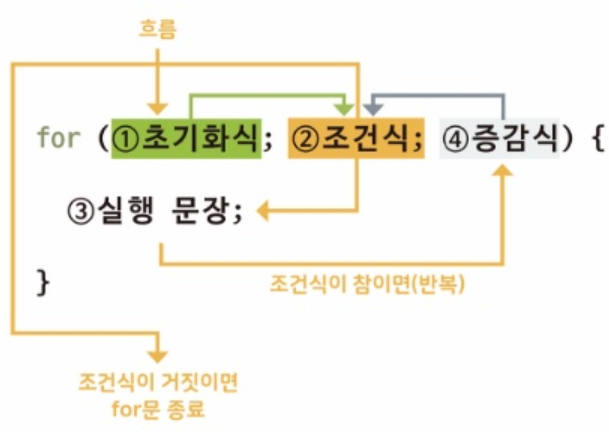 흐름
for (①초기화식; ②조건식; ④증감식) {
③실행 문장;
조건식이 참이면(반복)
}
조건식이 거짓이면
for문 종료